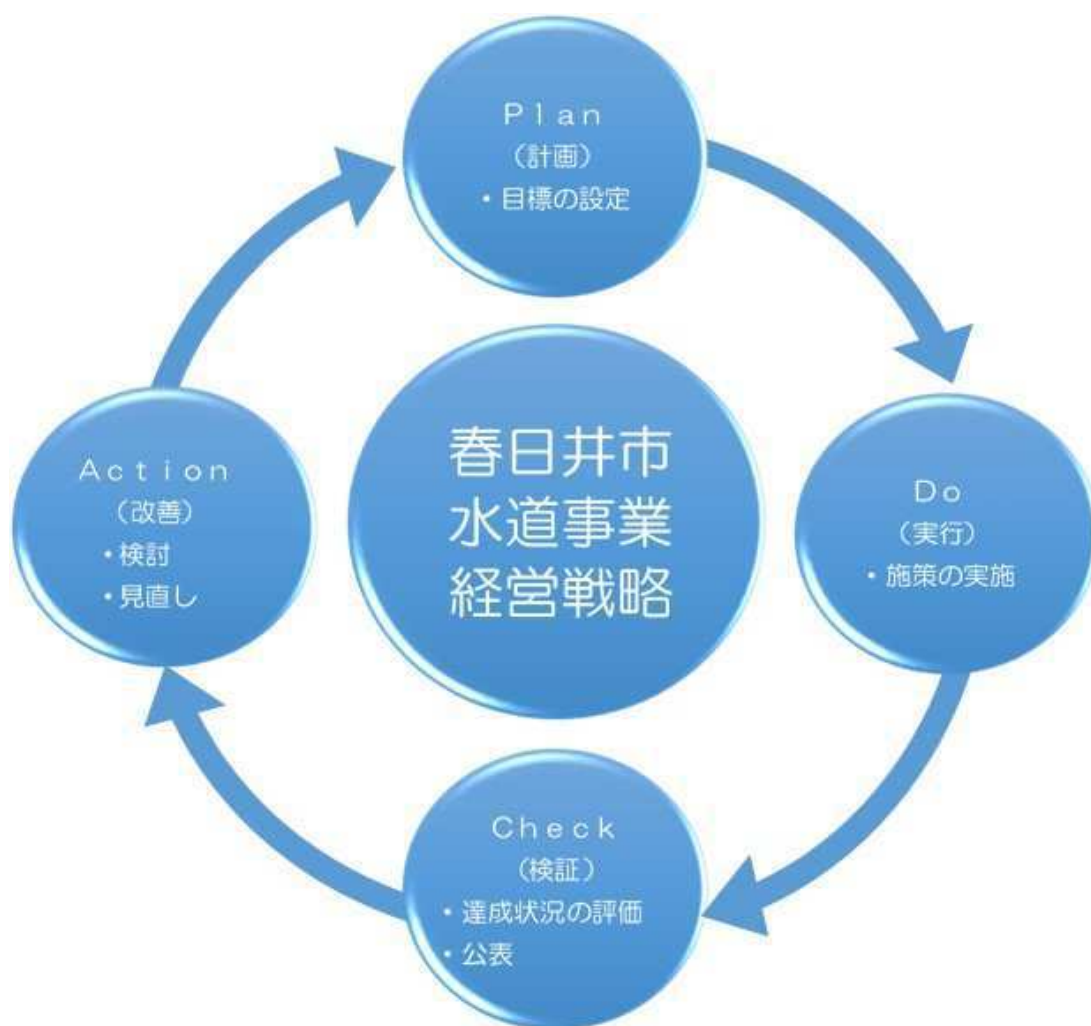 Plan
（計画）
・目標の設定
Do
（実行）
・施策の実施
Check
（検証）
・達成状況の評価
・公表
Action
（改善）
・検討
・見直し
春日井市
水道事業
経営戦略